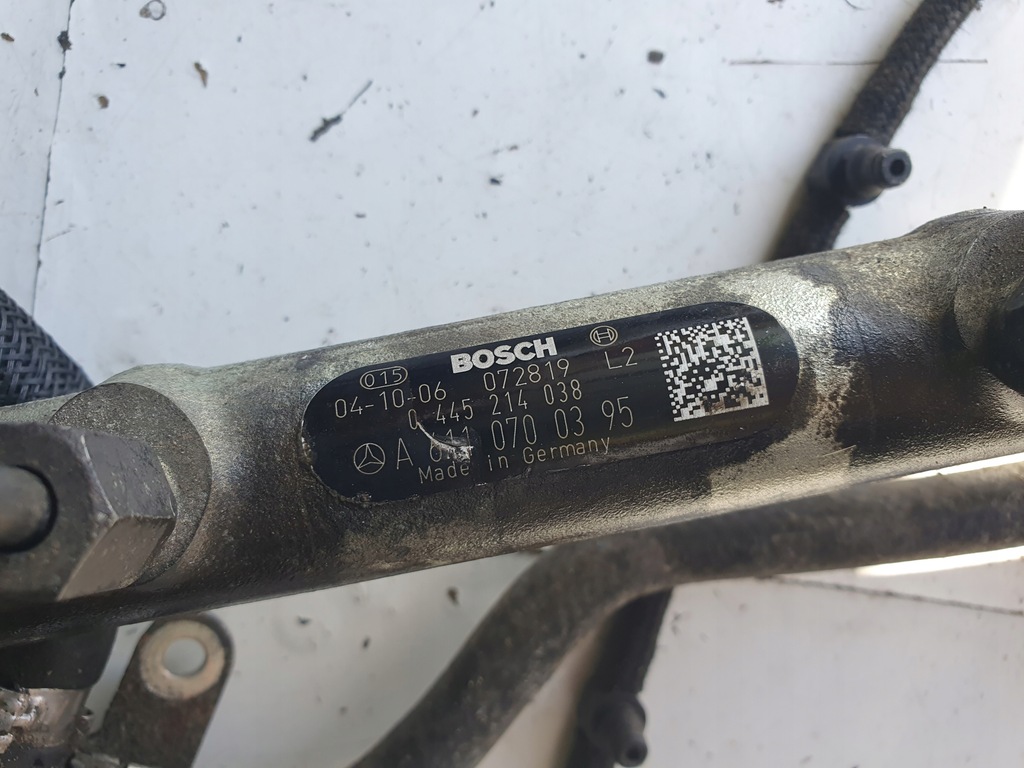 BOSCH
015
04-10-06 072819 L2
0 445 214 038
A 070 03 95
Made in Germany